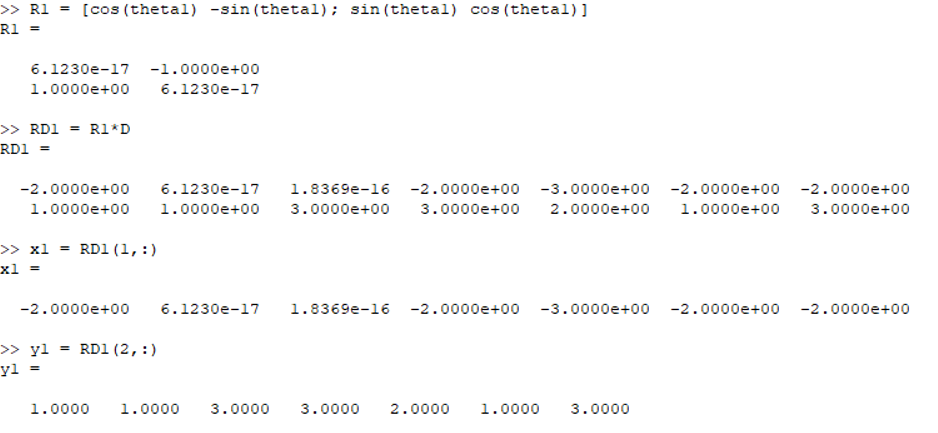 >> R1 = [cos(theta1) -sin(theta1); sin(theta1) cos(theta1)]
R1 =
6.1230e-17 -1.0000e+00
1.0000e+00 6.1230e-17
>> RD1 = R1*D
RD1 =
-2.0000e+00 6.1230e-17 1.8369e-16 -2.0000e+00 -3.0000e+00 -2.0000e+00 -2.0000e+00
1.0000e+00 1.0000e+00 3.0000e+00 3.0000e+00 2.0000e+00 1.0000e+00 3.0000e+00
>> x1 = RD1(1,:)
x1 =
-2.0000e+00 6.1230e-17 1.8369e-16 -2.0000e+00 -3.0000e+00 -2.0000e+00 -2.0000e+00
>> y1 = RD1(2,:)
y1 =
1.0000 1.0000 3.0000 3.0000 2.0000 1.0000 3.0000